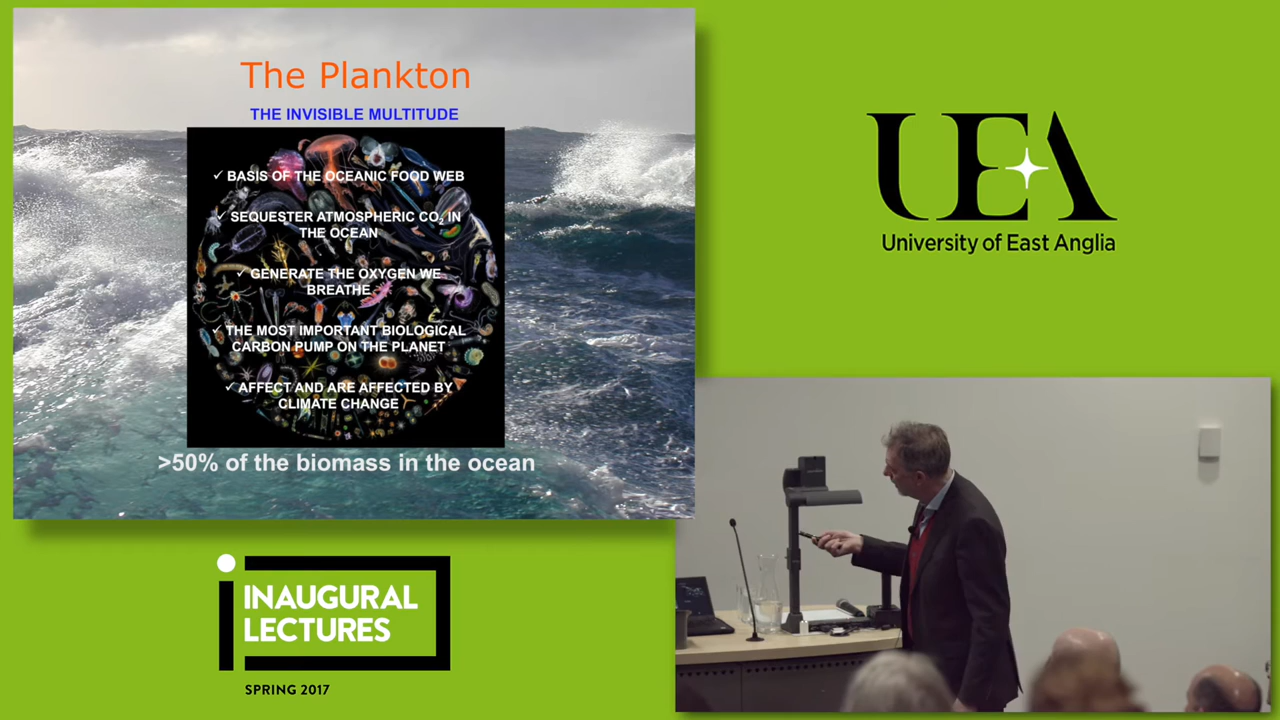 The Plankton
THE INVISIBLE MULTITUDE
✓ BASIS OF THE OCEANIC FOOD WEB
✓ SEQUESTER ATMOSPHERIC CO₂ IN
THE OCEAN
✓ GENERATE THE OXYGEN WE
BREATHE
✓ THE MOST IMPORTANT BIOLOGICAL
CARBON PUMP ON THE PLANET
✓ AFFECT AND ARE AFFECTED BY
CLIMATE CHANGE
>50% of the biomass in the ocean
UEA
University of East Anglia
INAUGURAL
LECTURES
SPRING 2017